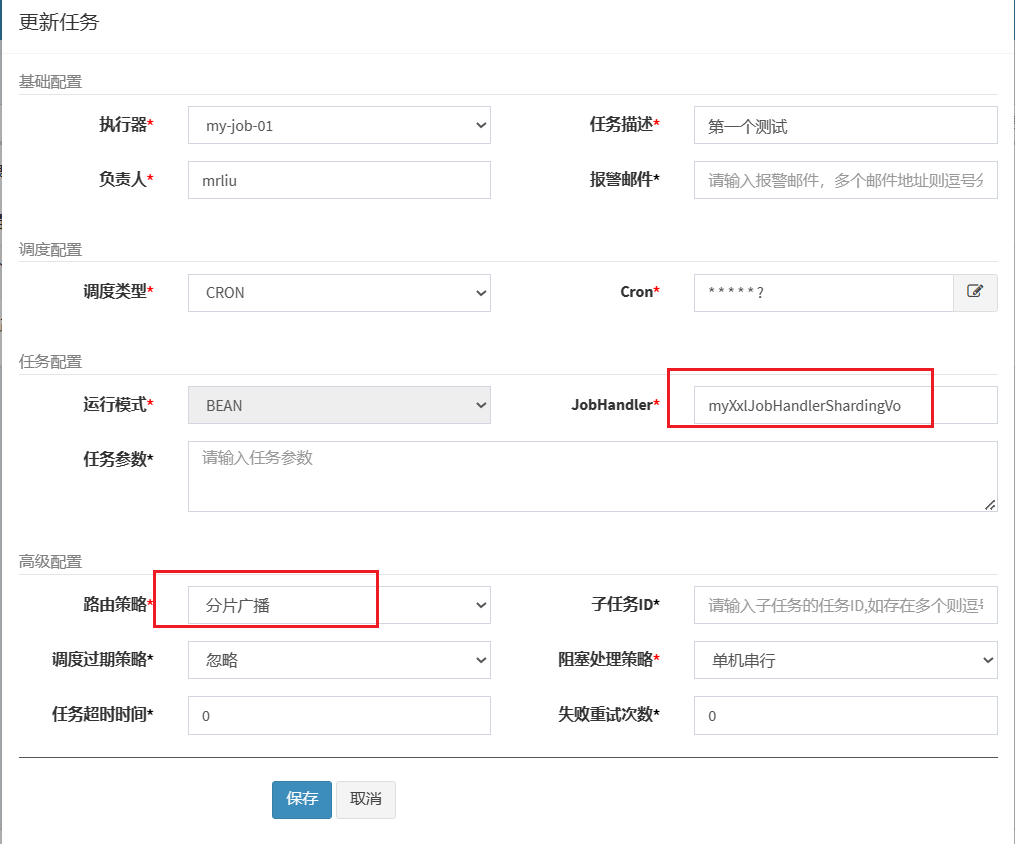 更新任务
基础配置
执行器* my-job-01 任务描述* 第一个测试
负责人* mrliu 报警邮件* 请输入报警邮件，多个邮件地址则逗号分
调度配置
调度类型* CRON Cron* * * * * * ?
任务配置
运行模式* BEAN JobHandler* myXxlJobHandlerShardingVo
任务参数* 请输入任务参数
高级配置
路由策略* 分片广播 子任务ID* 请输入子任务的任务ID,如存在多个则逗号
调度过期策略* 忽略 阻塞处理策略* 单机串行
任务超时时间* 0 失败重试次数* 0
保存 取消